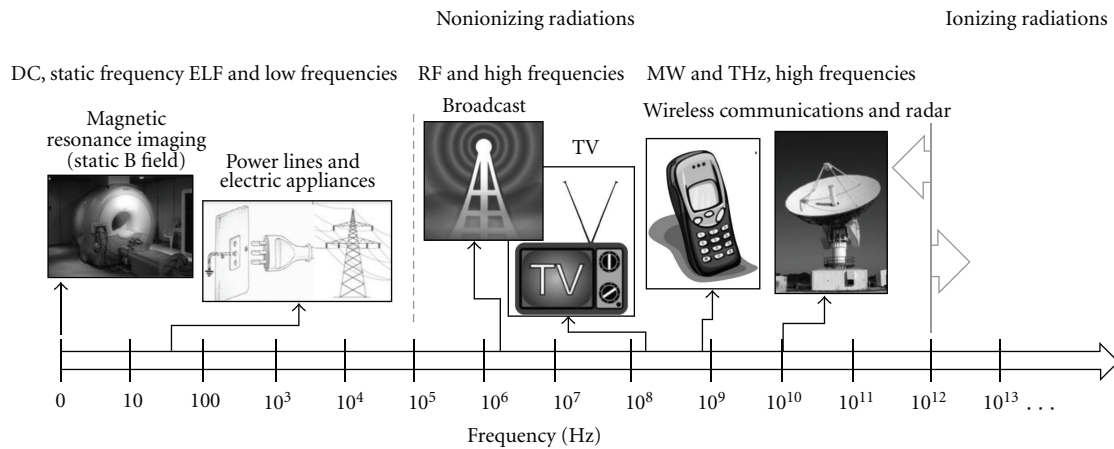 Nonionizing radiations
Ionizing radiations
DC, static frequency ELF and low frequencies
RF and high frequencies
MW and THz, high frequencies
Magnetic
resonance imaging
(static B field)
Power lines and
electric appliances
Broadcast
TV
Wireless communications and radar
TV
0
10
100
10³
10⁴
10⁵
10⁶
10⁷
10⁸
10⁹
10¹⁰
10¹¹
10¹²
10¹³ . . .
Frequency (Hz)